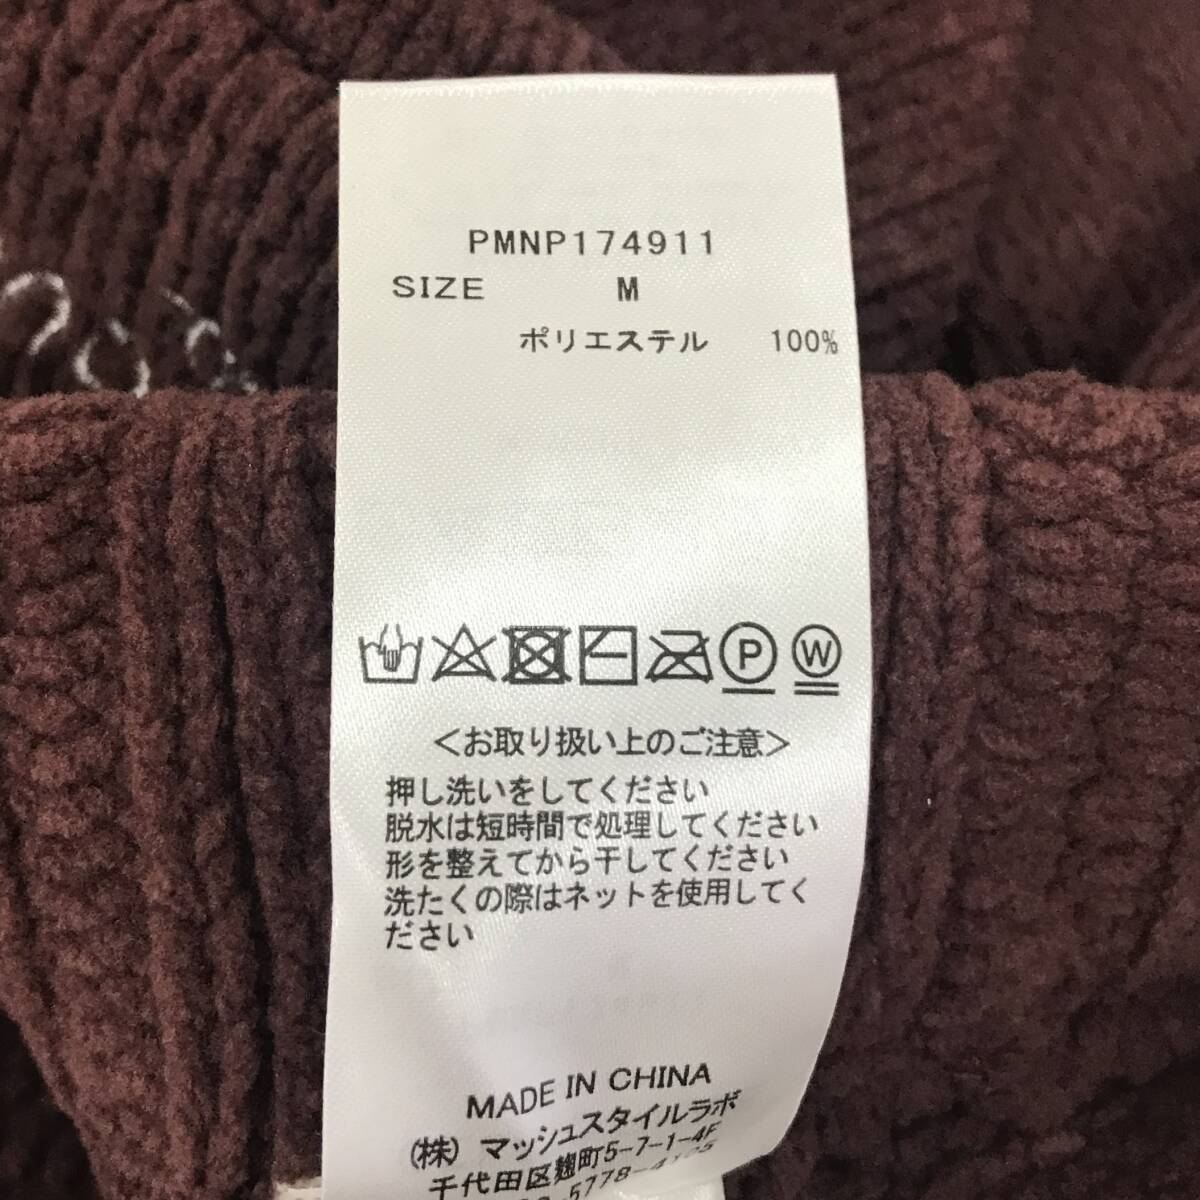 PMNP174911
SIZE M
ポリエステル 100%
P W
<お取り扱い上のご注意>
押し洗いをしてください
脱水は短時間で処理してください
形を整えてから干してください
洗たくの際はネットを使用してく
ださい
MADE IN CHINA
(株) マッシュスタイルラボ
千代田区麹町5-7-1-4F
5778-